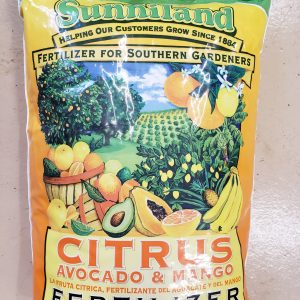 Sunniland
HELPING OUR CUSTOMERS GROW SINCE 1884
FERTILIZER FOR SOUTHERN GARDENERS
CITRUS
AVOCADO & MANGO
LA FRUTA CITRICA, FERTILIZANTE DEL AGUACATE Y DEL MANGO
FERTILIZER